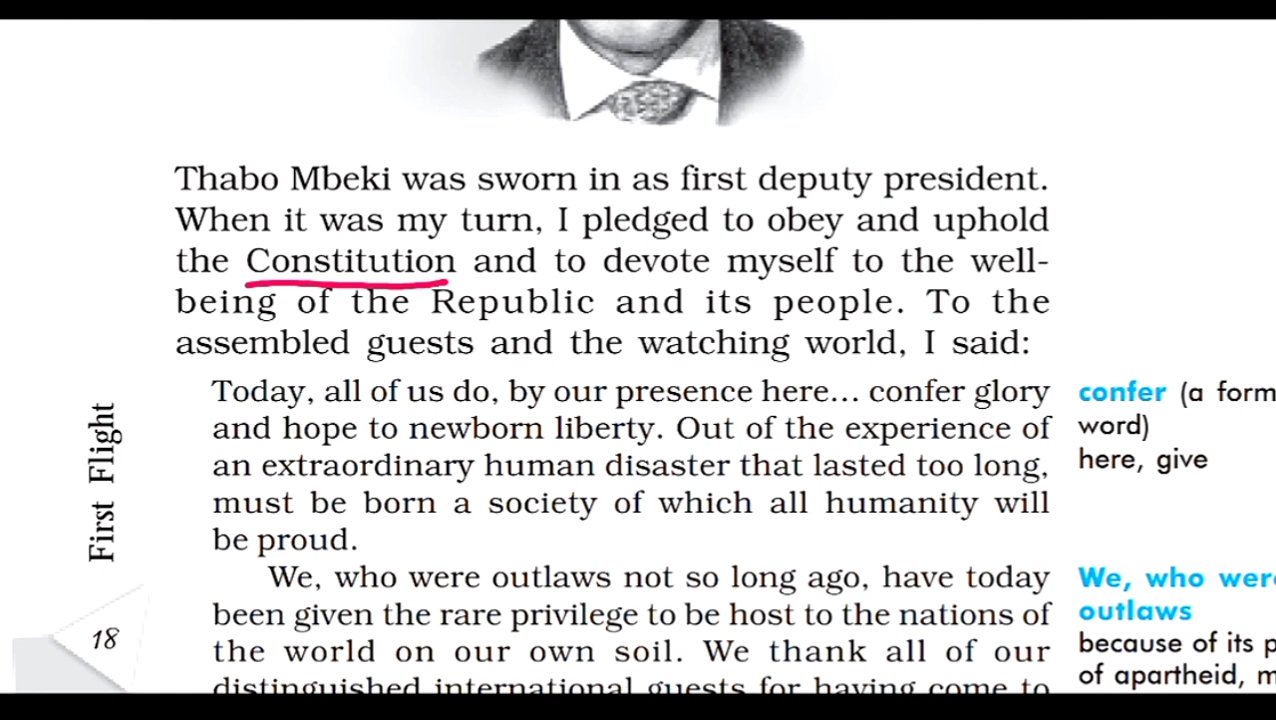 Thabo Mbeki was sworn in as first deputy president.
When it was my turn, I pledged to obey and uphold
the Constitution and to devote myself to the well-
being of the Republic and its people. To the
assembled guests and the watching world, I said:
Today, all of us do, by our presence here... confer glory
and hope to newborn liberty. Out of the experience of
an extraordinary human disaster that lasted too long,
must be born a society of which all humanity will
be proud.
We, who were outlaws not so long ago, have today
been given the rare privilege to be host to the nations of
the world on our own soil. We thank all of our
distinguished international guests for having come to
confer (a form
word)
here, give
We, who were
outlaws
because of its p
of apartheid, m
First Flight
18